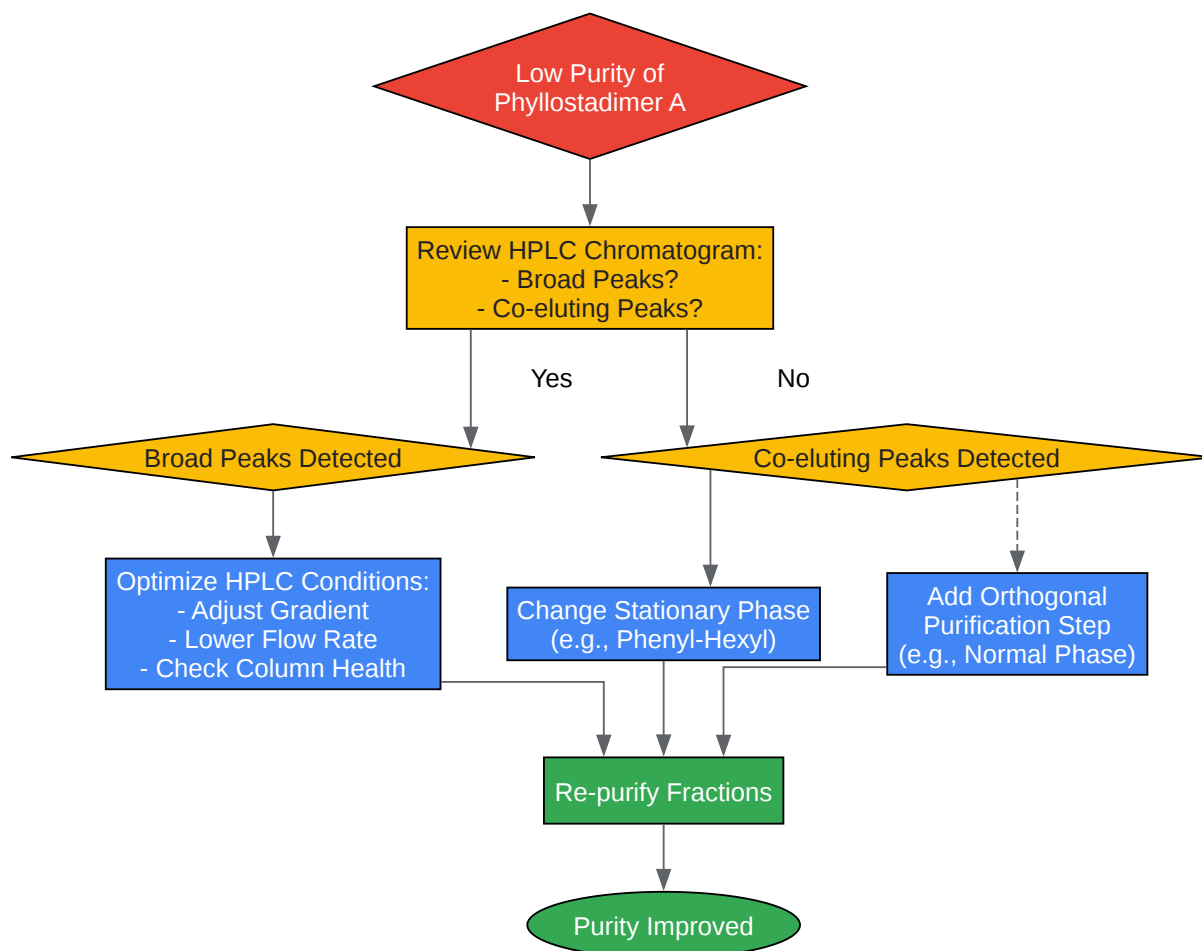 Low Purity of
Phyllostadimer A
Review HPLC Chromatogram:
- Broad Peaks?
- Co-eluting Peaks?
Yes
No
Broad Peaks Detected
Co-eluting Peaks Detected
Optimize HPLC Conditions:
- Adjust Gradient
- Lower Flow Rate
- Check Column Health
Change Stationary Phase
(e.g., Phenyl-Hexyl)
Add Orthogonal
Purification Step
(e.g., Normal Phase)
Re-purify Fractions
Purity Improved